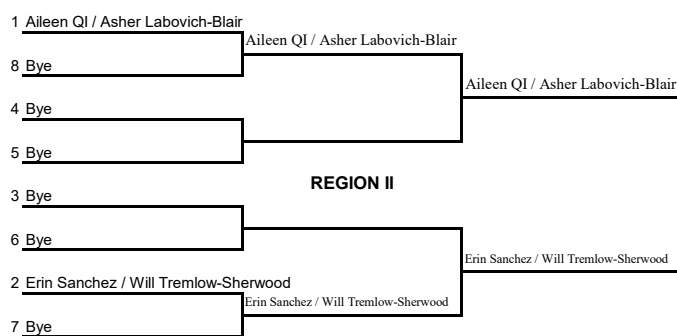 1 Aileen QI / Asher Labovich-Blair
Aileen QI / Asher Labovich-Blair
8 Bye
Aileen QI / Asher Labovich-Blair
4 Bye
5 Bye
REGION II
3 Bye
6 Bye
Erin Sanchez / Will Tremlow-Sherwood
2 Erin Sanchez / Will Tremlow-Sherwood
Erin Sanchez / Will Tremlow-Sherwood
7 Bye